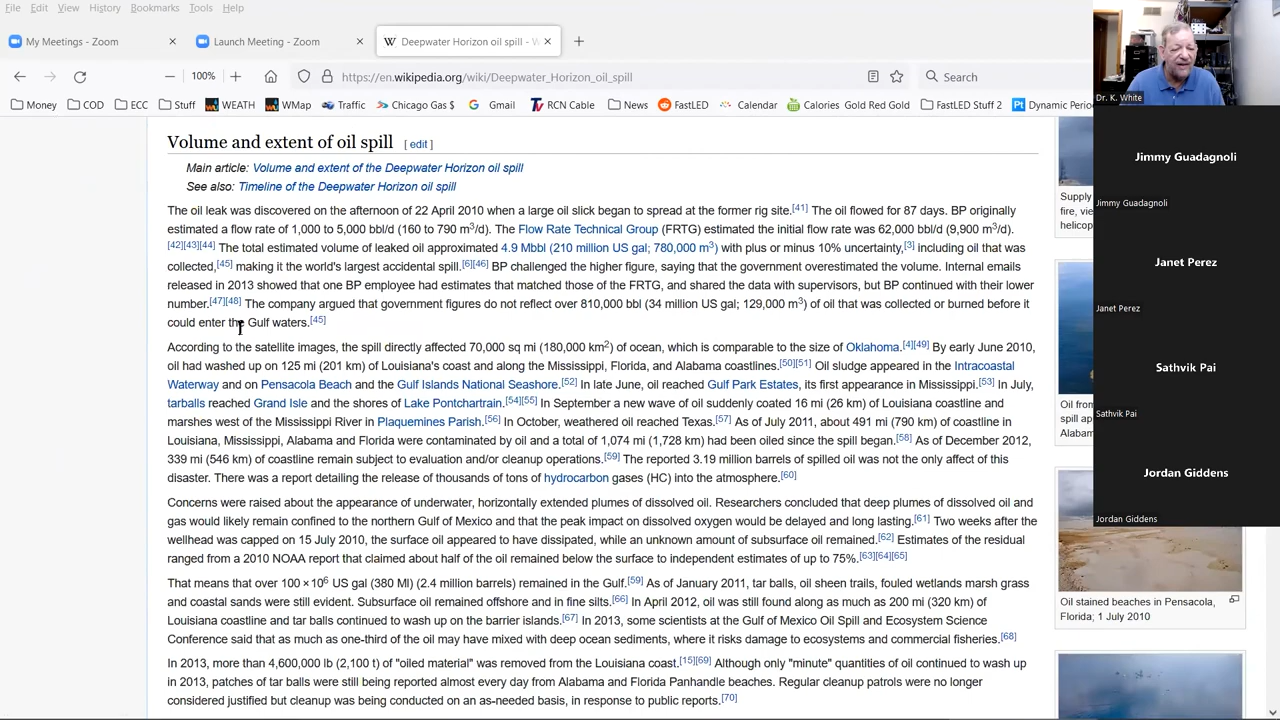 File Edit View History Bookmarks Tools Help
My Meetings - Zoom × Launch Meeting - Zoom × W Deepwater Horizon oil spill - W × +
100% https://en.wikipedia.org/wiki/Deepwater_Horizon_oil_spill Search
Money COD ECC Stuff WEATH WMap Traffic Chicago Gas $ Gmail RCN Cable News FastLED Calendar Calories Gold Red Gold FastLED Stuff 2 Dynamic Perio
Dr. K. White
Jimmy Guadagnoli
Jimmy Guadagnoli
Janet Perez
Janet Perez
Sathvik Pai
Sathvik Pai
Jordan Giddens
Jordan Giddens
Volume and extent of oil spill [ edit ]
Main article: Volume and extent of the Deepwater Horizon oil spill
See also: Timeline of the Deepwater Horizon oil spill
The oil leak was discovered on the afternoon of 22 April 2010 when a large oil slick began to spread at the former rig site.[41] The oil flowed for 87 days. BP originally
estimated a flow rate of 1,000 to 5,000 bbl/d (160 to 790 m3/d). The Flow Rate Technical Group (FRTG) estimated the initial flow rate was 62,000 bbl/d (9,900 m3/d).
[42][43][44] The total estimated volume of leaked oil approximated 4.9 Mbbl (210 million US gal; 780,000 m3) with plus or minus 10% uncertainty,[3] including oil that was
collected,[45] making it the world's largest accidental spill.[6][46] BP challenged the higher figure, saying that the government overestimated the volume. Internal emails
released in 2013 showed that one BP employee had estimates that matched those of the FRTG, and shared the data with supervisors, but BP continued with their lower
number.[47][48] The company argued that government figures do not reflect over 810,000 bbl (34 million US gal; 129,000 m3) of oil that was collected or burned before it
could enter the Gulf waters.[45]
According to the satellite images, the spill directly affected 70,000 sq mi (180,000 km2) of ocean, which is comparable to the size of Oklahoma.[4][49] By early June 2010,
oil had washed up on 125 mi (201 km) of Louisiana's coast and along the Mississippi, Florida, and Alabama coastlines.[50][51] Oil sludge appeared in the Intracoastal
Waterway and on Pensacola Beach and the Gulf Islands National Seashore.[52] In late June, oil reached Gulf Park Estates, its first appearance in Mississippi.[53] In July,
tarballs reached Grand Isle and the shores of Lake Pontchartrain.[54][55] In September a new wave of oil suddenly coated 16 mi (26 km) of Louisiana coastline and
marshes west of the Mississippi River in Plaquemines Parish.[56] In October, weathered oil reached Texas.[57] As of July 2011, about 491 mi (790 km) of coastline in
Louisiana, Mississippi, Alabama and Florida were contaminated by oil and a total of 1,074 mi (1,728 km) had been oiled since the spill began.[58] As of December 2012,
339 mi (546 km) of coastline remain subject to evaluation and/or cleanup operations.[59] The reported 3.19 million barrels of spilled oil was not the only affect of this
disaster. There was a report detailing the release of thousands of tons of hydrocarbon gases (HC) into the atmosphere.[60]
Concerns were raised about the appearance of underwater, horizontally extended plumes of dissolved oil. Researchers concluded that deep plumes of dissolved oil and
gas would likely remain confined to the northern Gulf of Mexico and that the peak impact on dissolved oxygen would be delayed and long lasting.[61] Two weeks after the
wellhead was capped on 15 July 2010, the surface oil appeared to have dissipated, while an unknown amount of subsurface oil remained.[62] Estimates of the residual
ranged from a 2010 NOAA report that claimed about half of the oil remained below the surface to independent estimates of up to 75%.[63][64][65]
That means that over 100 × 106 US gal (380 Ml) (2.4 million barrels) remained in the Gulf.[59] As of January 2011, tar balls, oil sheen trails, fouled wetlands marsh grass
and coastal sands were still evident. Subsurface oil remained offshore and in fine silts.[66] In April 2012, oil was still found along as much as 200 mi (320 km) of
Louisiana coastline and tar balls continued to wash up on the barrier islands.[67] In 2013, some scientists at the Gulf of Mexico Oil Spill and Ecosystem Science
Conference said that as much as one-third of the oil may have mixed with deep ocean sediments, where it risks damage to ecosystems and commercial fisheries.[68]
In 2013, more than 4,600,000 lb (2,100 t) of "oiled material" was removed from the Louisiana coast.[15][69] Although only "minute" quantities of oil continued to wash up
in 2013, patches of tar balls were still being reported almost every day from Alabama and Florida Panhandle beaches. Regular cleanup patrols were no longer
considered justified but cleanup was being conducted on an as-needed basis, in response to public reports.[70]
Supply
fire, vie
helicop
Oil from
spill ap
Alabam
Oil stained beaches in Pensacola,
Florida; 1 July 2010